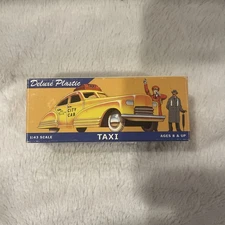 Deluxe Plastic
CITY
CAB
1/43 SCALE
TAXI
AGES 8 & UP